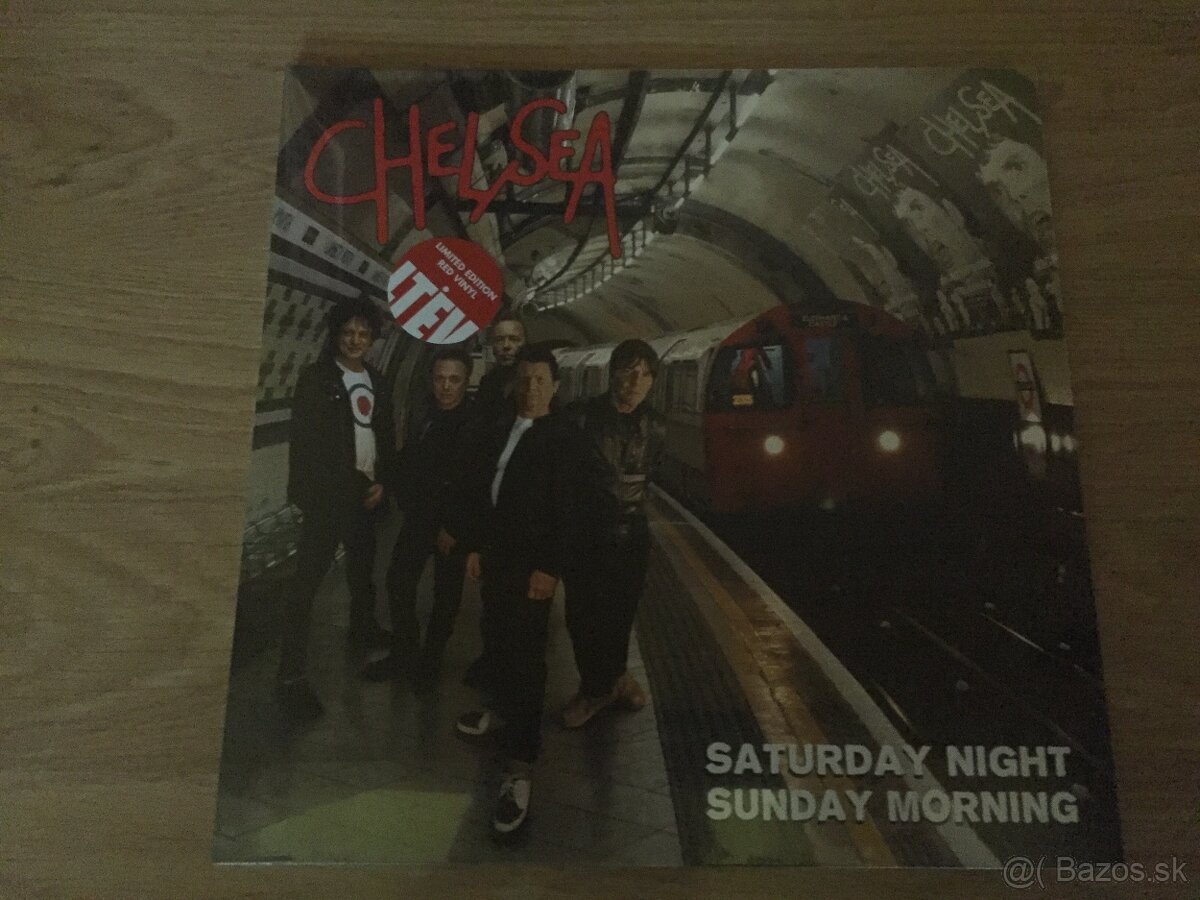 CHELSEA
CHELSEA
CHELSEA
LIMITED EDITION
RED VINYL
SATURDAY NIGHT
SUNDAY MORNING
@( Bazos.sk